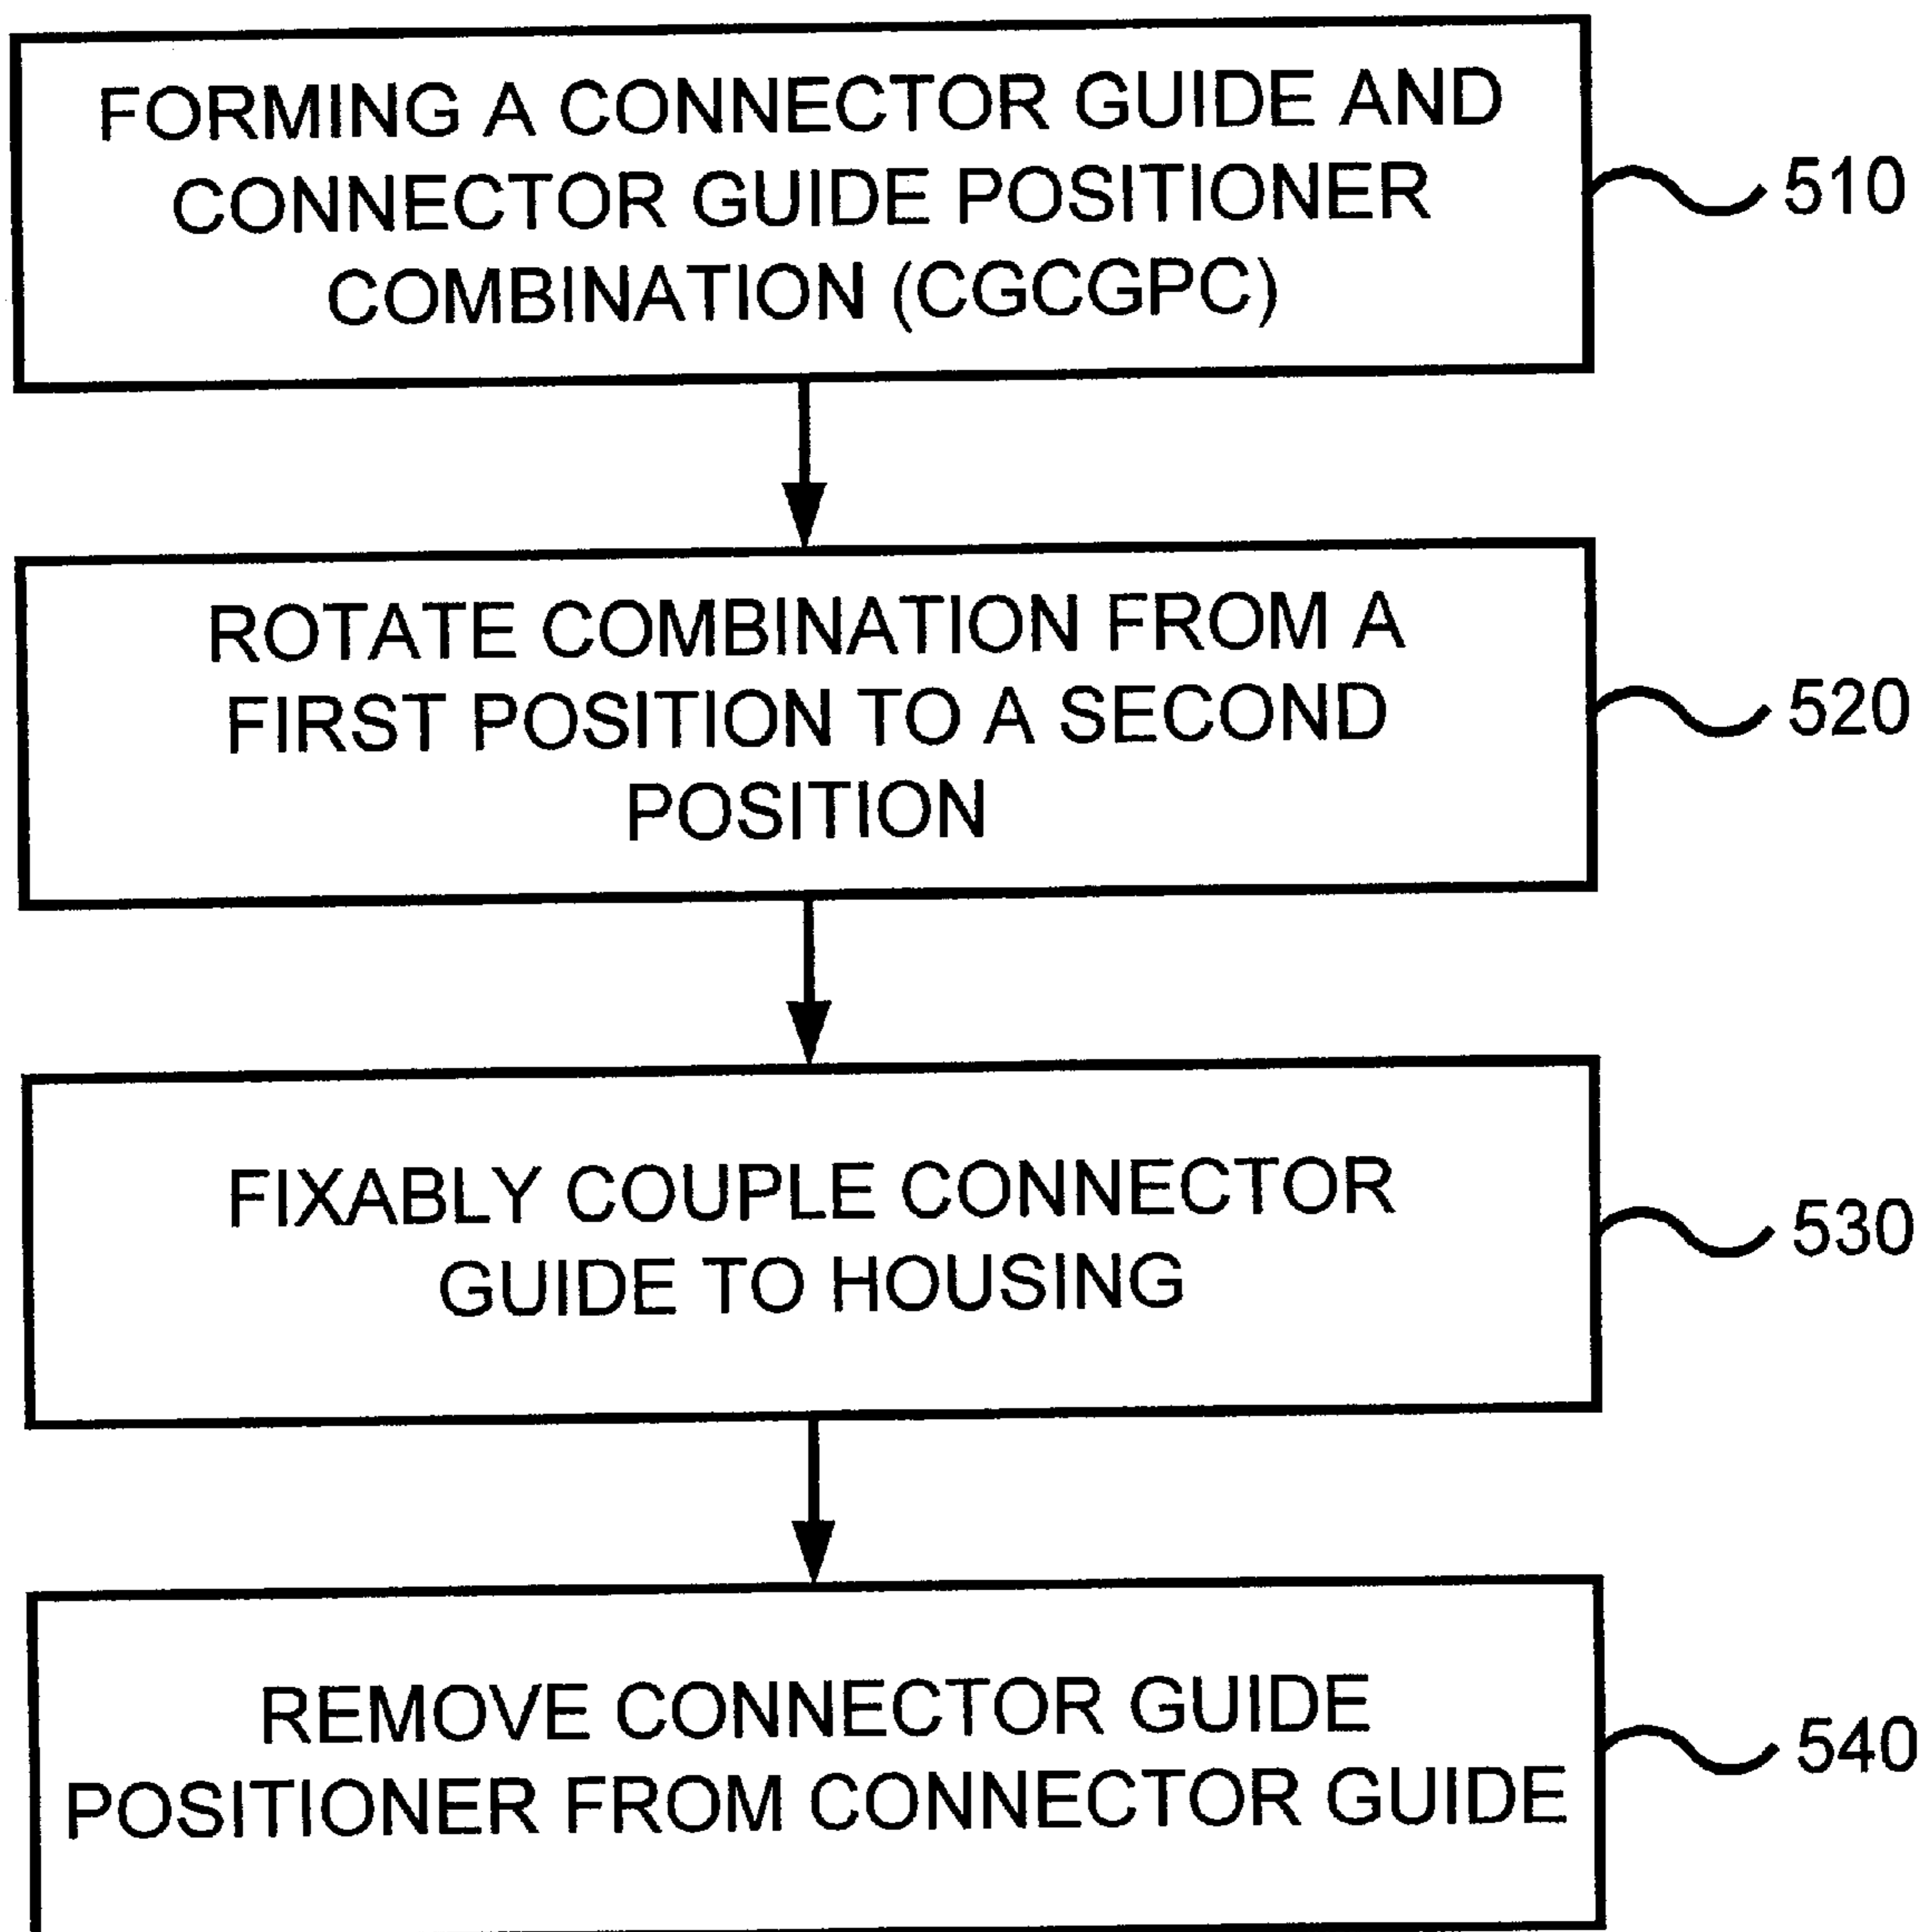 FORMING A CONNECTOR GUIDE AND
CONNECTOR GUIDE POSITIONER
COMBINATION (CGCGPC)
510
ROTATE COMBINATION FROM A
FIRST POSITION TO A SECOND
POSITION
520
FIXABLY COUPLE CONNECTOR
GUIDE TO HOUSING
530
REMOVE CONNECTOR GUIDE
POSITIONER FROM CONNECTOR GUIDE
540